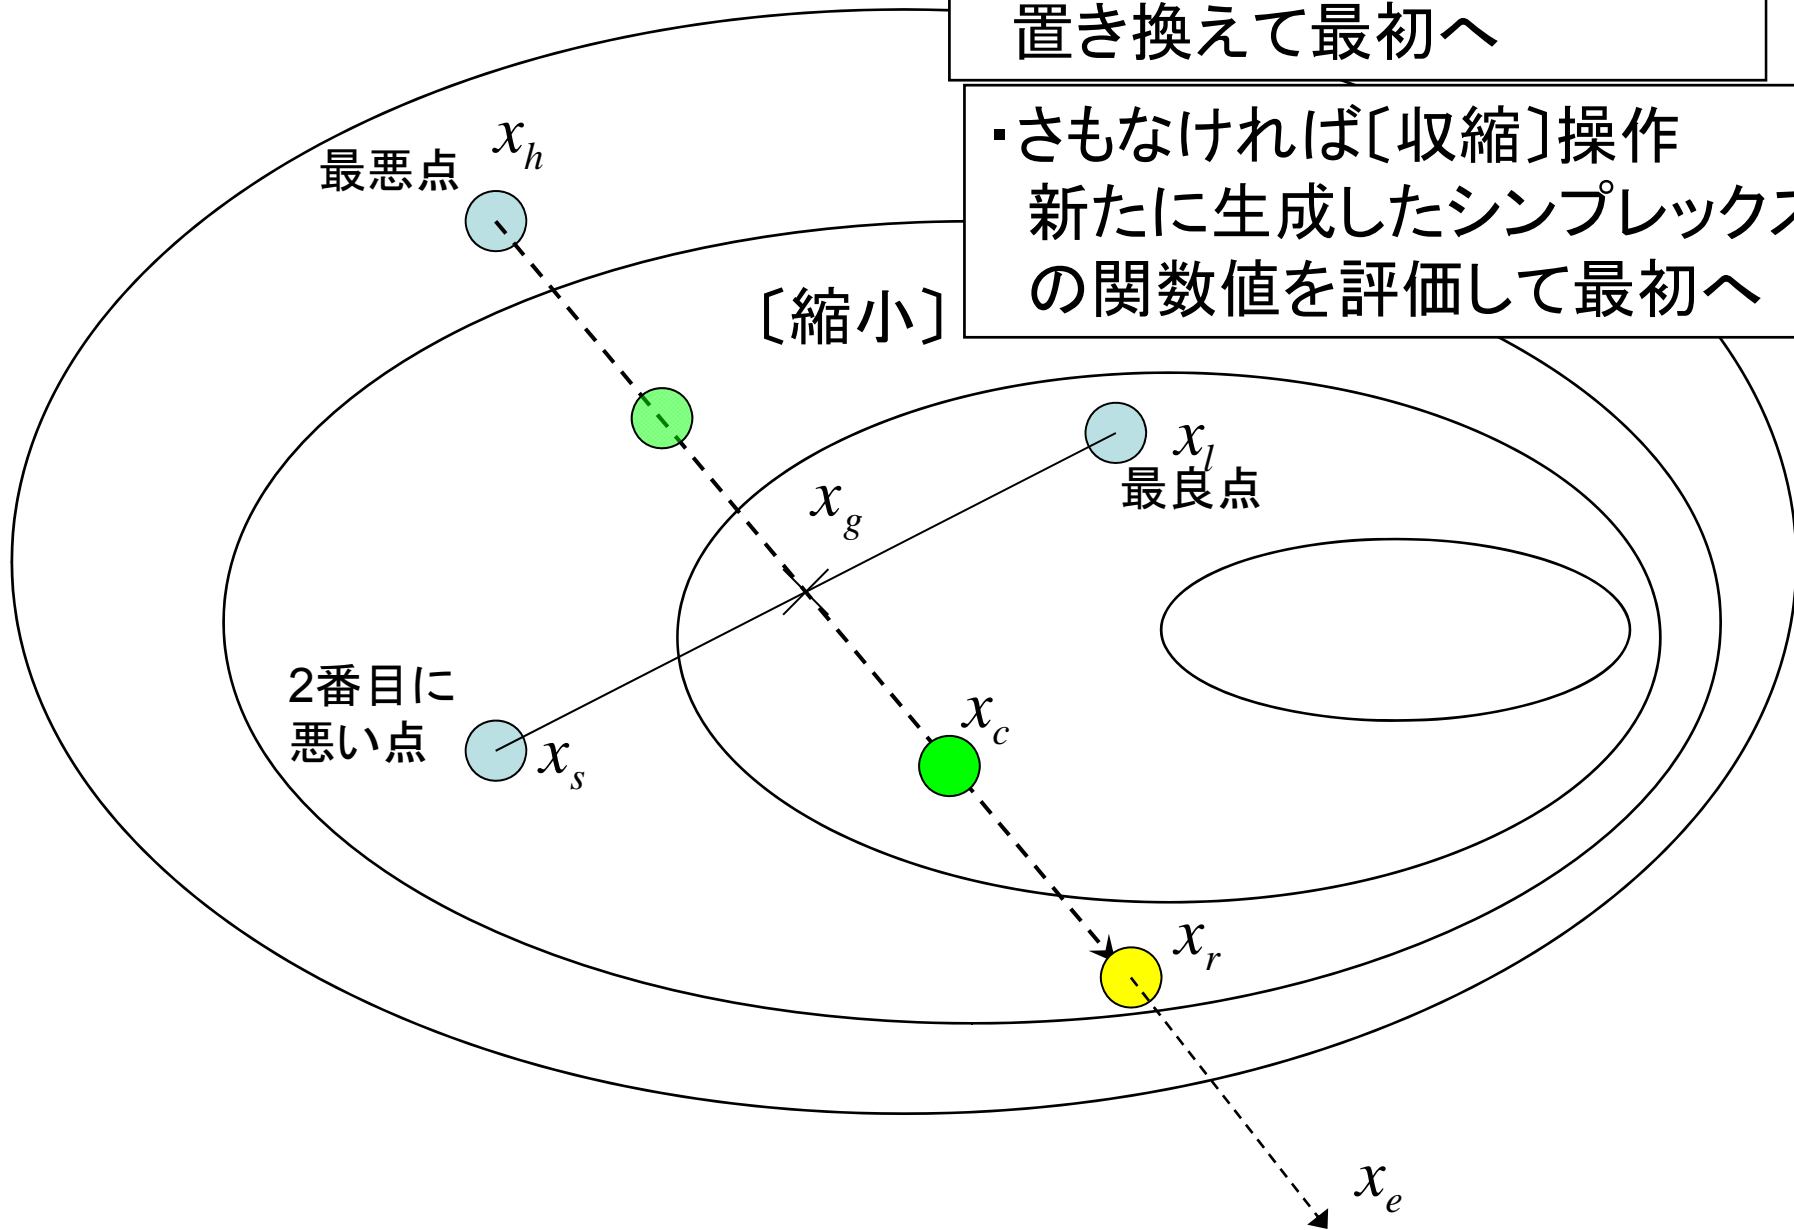 置き換えて最初へ
・さもなければ〔収縮〕操作
新たに生成したシンプレックス
の関数値を評価して最初へ
最悪点
x_h
〔縮小〕
x_l
最良点
x_g
2番目に
悪い点
x_s
x_c
x_r
x_e